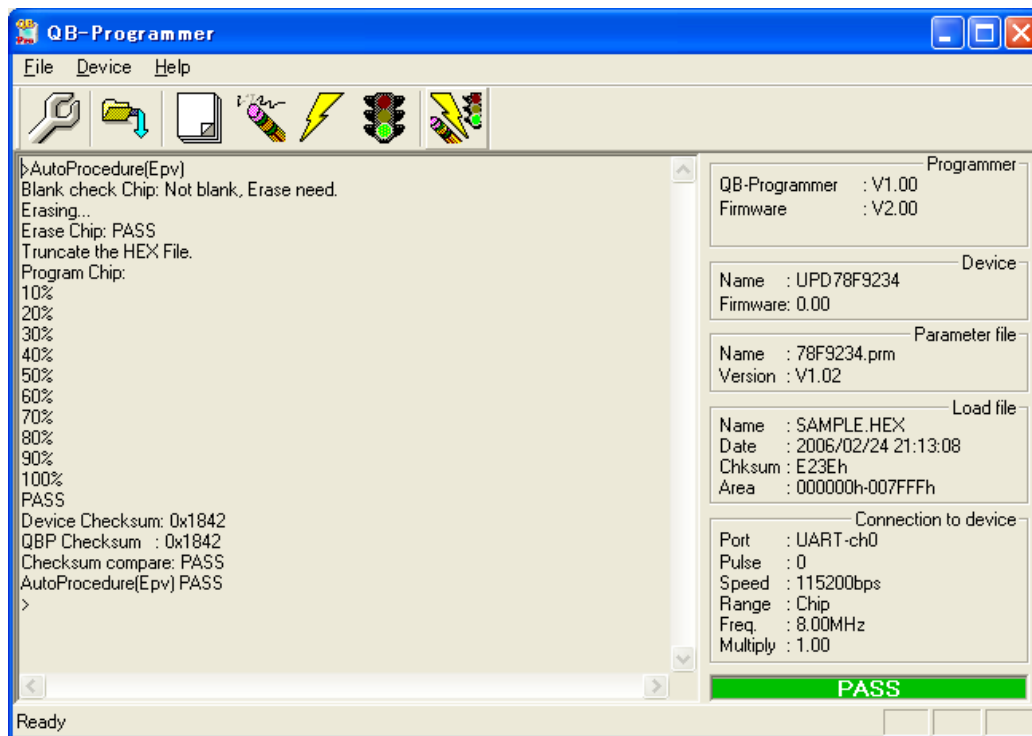 QB-Programmer
File Device Help
>AutoProcedure(Epv)
Blank check Chip: Not blank, Erase need.
Erasing...
Erase Chip: PASS
Truncate the HEX File.
Program Chip:
10%
20%
30%
40%
50%
60%
70%
80%
90%
100%
PASS
Device Checksum: 0x1842
QBP Checksum : 0x1842
Checksum compare: PASS
AutoProcedure(Epv) PASS
>
Programmer
QB-Programmer : V1.00
Firmware : V2.00
Device
Name : UPD78F9234
Firmware: 0.00
Parameter file
Name : 78F9234.prm
Version : V1.02
Load file
Name : SAMPLE.HEX
Date : 2006/02/24 21:13:08
Chksum : E23Eh
Area : 000000h-007FFFh
Connection to device
Port : UART-ch0
Pulse : 0
Speed : 115200bps
Range : Chip
Freq. : 8.00MHz
Multiply : 1.00
PASS
Ready